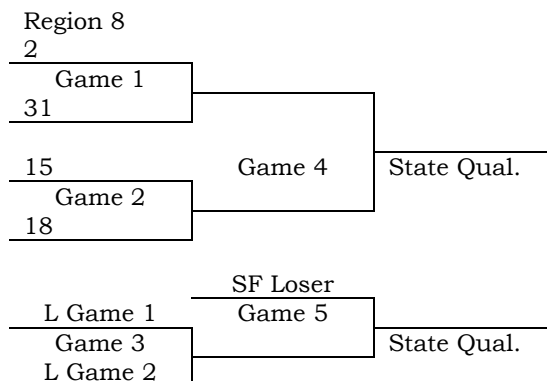 Region 8
2
Game 1
31
15
Game 4
State Qual.
Game 2
18
SF Loser
L Game 1
Game 5
Game 3
State Qual.
L Game 2